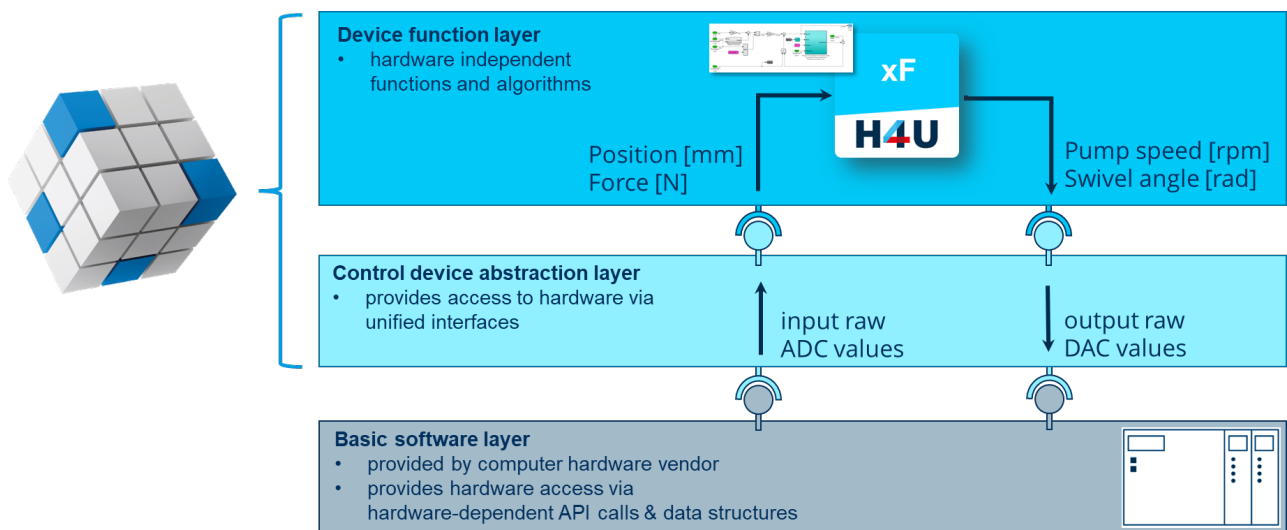 Device function layer
• hardware independent
functions and algorithms
xF
H4U
Position [mm]
Force [N]
Pump speed [rpm]
Swivel angle [rad]
Control device abstraction layer
• provides access to hardware via
unified interfaces
input raw
ADC values
output raw
DAC values
Basic software layer
• provided by computer hardware vendor
• provides hardware access via
hardware-dependent API calls & data structures